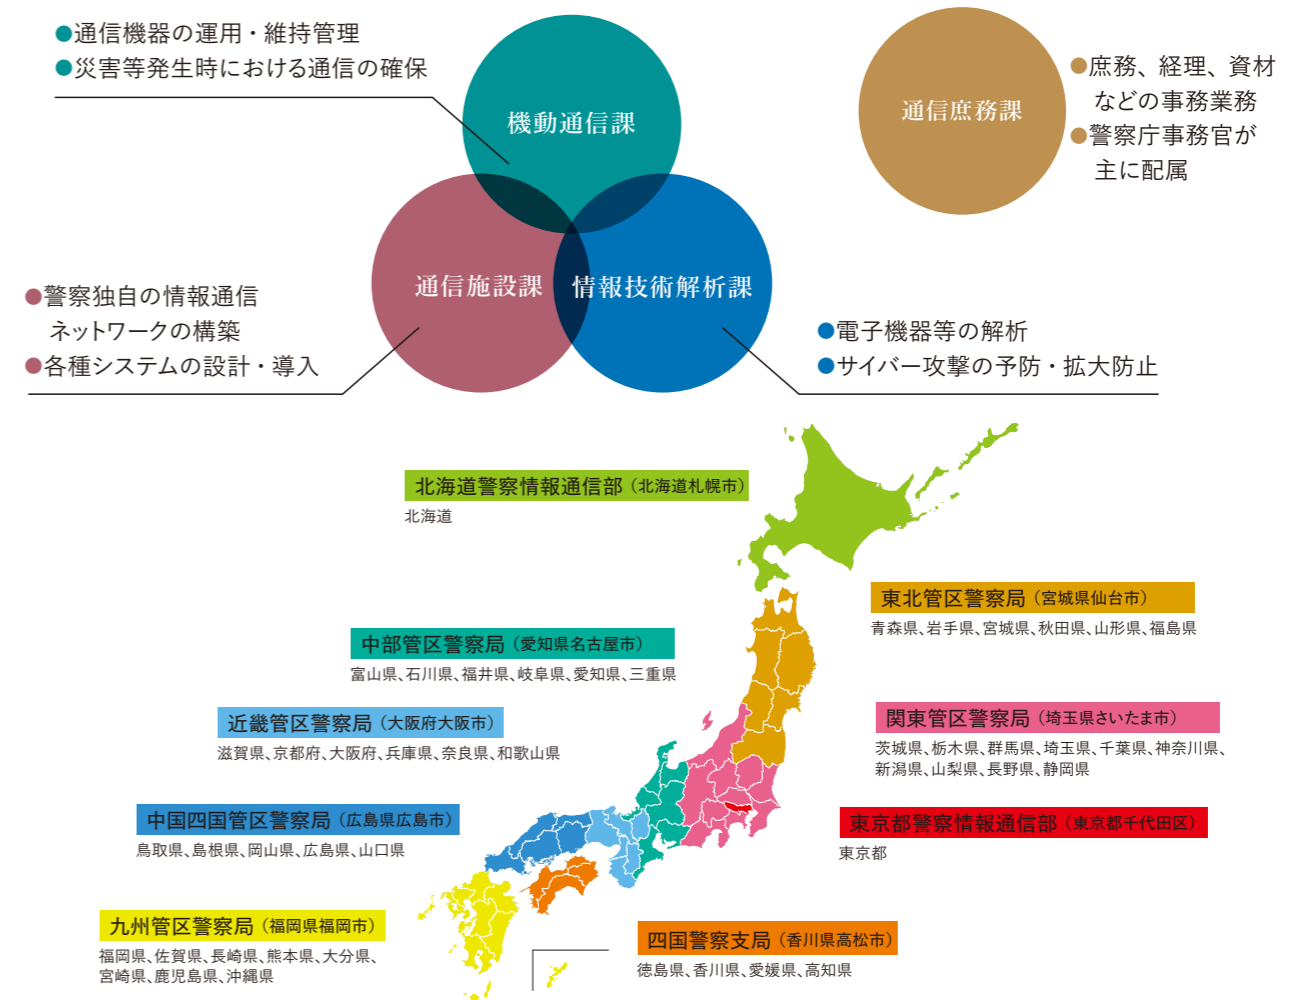 ●通信機器の運用・維持管理
●災害等発生時における通信の確保
機動通信課
通信庶務課
●庶務、経理、資材
などの事務業務
●警察庁事務官が
主に配属
●警察独自の情報通信
ネットワークの構築
●各種システムの設計・導入
通信施設課
情報技術解析課
●電子機器等の解析
●サイバー攻撃の予防・拡大防止
北海道警察情報通信部（北海道札幌市）
北海道
東北管区警察局（宮城県仙台市）
青森県、岩手県、宮城県、秋田県、山形県、福島県
中部管区警察局（愛知県名古屋市）
富山県、石川県、福井県、岐阜県、愛知県、三重県
近畿管区警察局（大阪府大阪市）
滋賀県、京都府、大阪府、兵庫県、奈良県、和歌山県
関東管区警察局（埼玉県さいたま市）
茨城県、栃木県、群馬県、埼玉県、千葉県、神奈川県、
新潟県、山梨県、長野県、静岡県
中国四国管区警察局（広島県広島市）
鳥取県、島根県、岡山県、広島県、山口県
東京都警察情報通信部（東京都千代田区）
東京都
九州管区警察局（福岡県福岡市）
福岡県、佐賀県、長崎県、熊本県、大分県、
宮崎県、鹿児島県、沖縄県
四国警察支局（香川県高松市）
徳島県、香川県、愛媛県、高知県